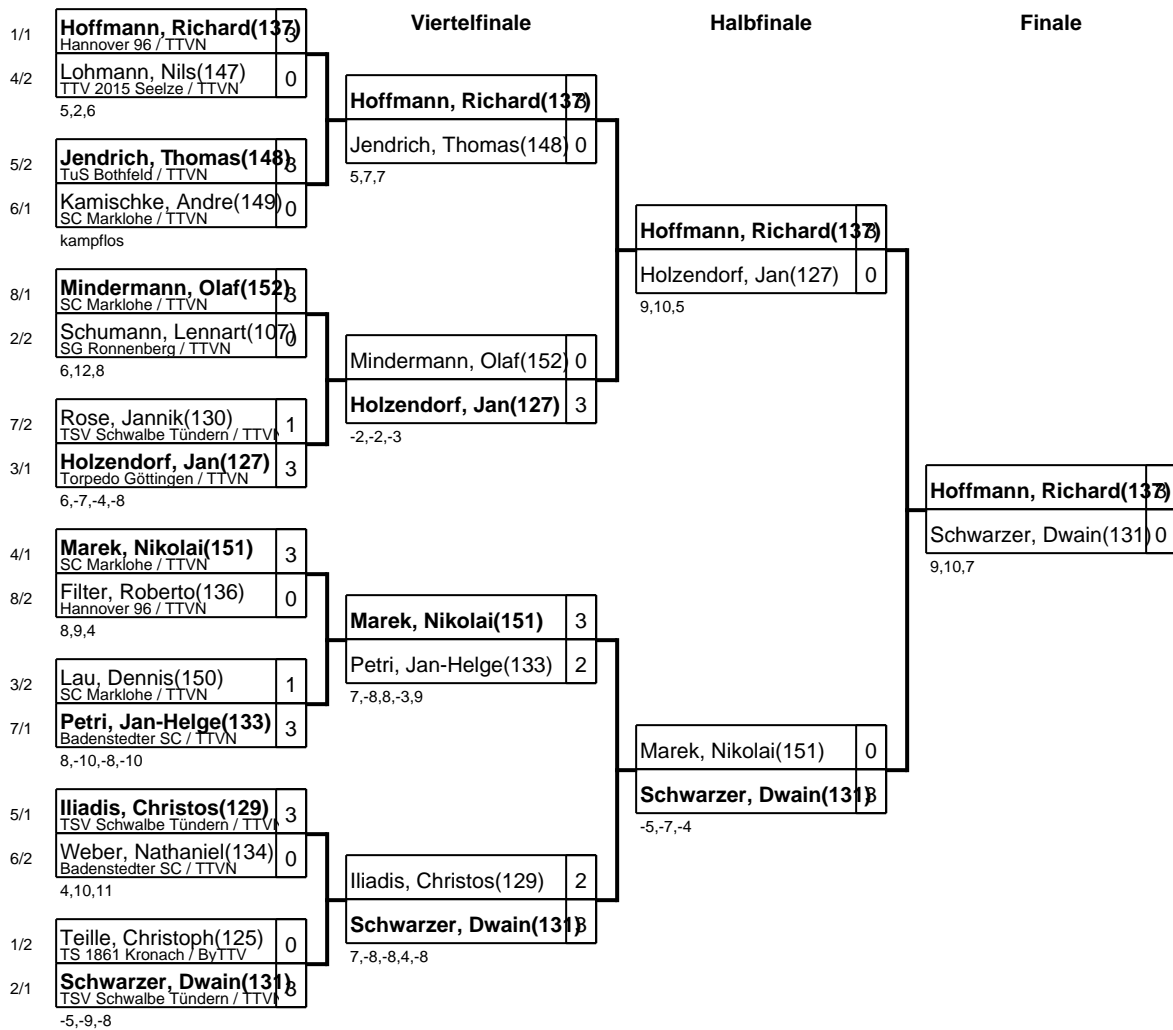 Viertelfinale
Halbfinale
Finale
1/1 Hoffmann, Richard(137) 3
Hannover 96 / TTVN
4/2 Lohmann, Nils(147) 0
TTV 2015 Seelze / TTVN
5,2,6
5/2 Jendrich, Thomas(148) 3
TuS Bothfeld / TTVN
6/1 Kamischke, Andre(149) 0
SC Marklohe / TTVN
kampflos
8/1 Mindermann, Olaf(152) 3
SC Marklohe / TTVN
2/2 Schumann, Lennart(107) 0
SG Ronnenberg / TTVN
6,12,8
7/2 Rose, Jannik(130) 1
TSV Schwalbe Tündern / TTVN
3/1 Holzendorf, Jan(127) 3
Torpedo Göttingen / TTVN
6,-7,-4,-8
4/1 Marek, Nikolai(151) 3
SC Marklohe / TTVN
8/2 Filter, Roberto(136) 0
Hannover 96 / TTVN
8,9,4
3/2 Lau, Dennis(150) 1
SC Marklohe / TTVN
7/1 Petri, Jan-Helge(133) 3
Badenstedter SC / TTVN
8,-10,-8,-10
5/1 Iliadis, Christos(129) 3
TSV Schwalbe Tündern / TTVN
6/2 Weber, Nathaniel(134) 0
Badenstedter SC / TTVN
4,10,11
1/2 Teille, Christoph(125) 0
TS 1861 Kronach / ByTTV
2/1 Schwarzer, Dwain(131) 3
TSV Schwalbe Tündern / TTVN
-5,-9,-8
Hoffmann, Richard(137) 3
Jendrich, Thomas(148) 0
5,7,7
Mindermann, Olaf(152) 0
Holzendorf, Jan(127) 3
-2,-2,-3
Marek, Nikolai(151) 3
Petri, Jan-Helge(133) 2
7,-8,8,-3,9
Iliadis, Christos(129) 2
Schwarzer, Dwain(131) 3
7,-8,-8,4,-8
Hoffmann, Richard(137) 3
Holzendorf, Jan(127) 0
9,10,5
Marek, Nikolai(151) 0
Schwarzer, Dwain(131) 3
-5,-7,-4
Hoffmann, Richard(137) 3
Schwarzer, Dwain(131) 0
9,10,7